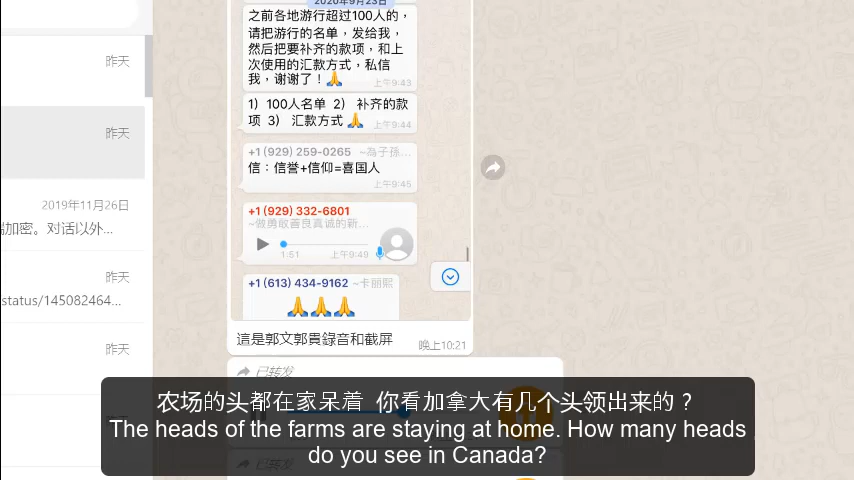 2020年9月23日
之前各地游行超过100人的，
请把游行的名单，发给我，
然后把要补齐的款项，和上
次使用的汇款方式，私信
我，谢谢了！🙏 上午9:43
1） 100人名单 2） 补齐的款
项 3） 汇款方式 🙏 上午9:44
+1 (929) 259-0265 ~為子孫...
信：信誉+信仰=喜国人
上午9:45
+1 (929) 332-6801
~做勇敢善良真诚的新...
1:51 上午9:49
+1 (613) 434-9162 ~卡丽熙
🙏🙏🙏
這是郭文郭貴錄音和截屏 晚上10:21
已转发
昨天
昨天
2019年11月26日
加密。对话以外...
昨天
status/145082464...
昨天
农场的头都在家呆着 你看加拿大有几个头领出来的？
The heads of the farms are staying at home. How many heads
do you see in Canada?
已转发